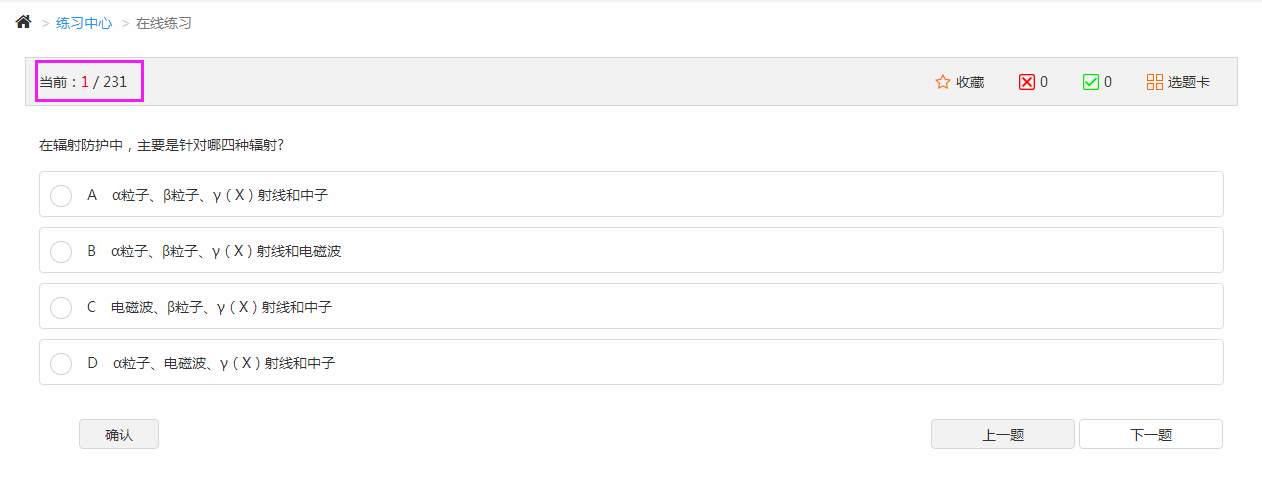 > 练习中心 > 在线练习
当前：1 / 231 收藏 0 0 选题卡
在辐射防护中，主要是针对哪四种辐射?
A α粒子、β粒子、γ（X）射线和中子
B α粒子、β粒子、γ（X）射线和电磁波
C 电磁波、β粒子、γ（X）射线和中子
D α粒子、电磁波、γ（X）射线和中子
确认 上一题 下一题